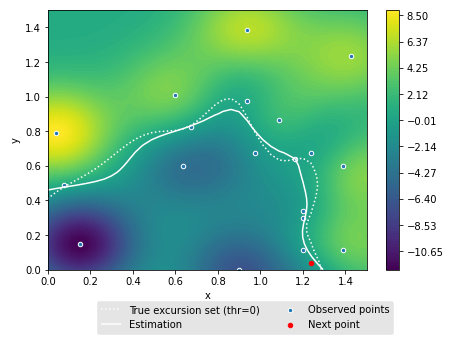 1.4
1.2
1.0
0.8
0.6
0.4
0.2
0.0
y
0.0 0.2 0.4 0.6 0.8 1.0 1.2 1.4
x
8.50
6.37
4.25
2.12
−0.01
−2.14
−4.27
−6.40
−8.53
−10.65
True excursion set (thr=0)
Estimation
Observed points
Next point